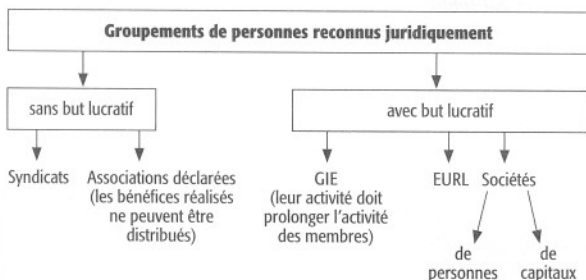 Groupements de personnes reconnus juridiquement
sans but lucratif
avec but lucratif
Syndicats
Associations déclarées
(les bénéfices réalisés
ne peuvent être
distribués)
GIE
(leur activité doit
prolonger l'activité
des membres)
EURL
Sociétés
de
personnes
de
capitaux